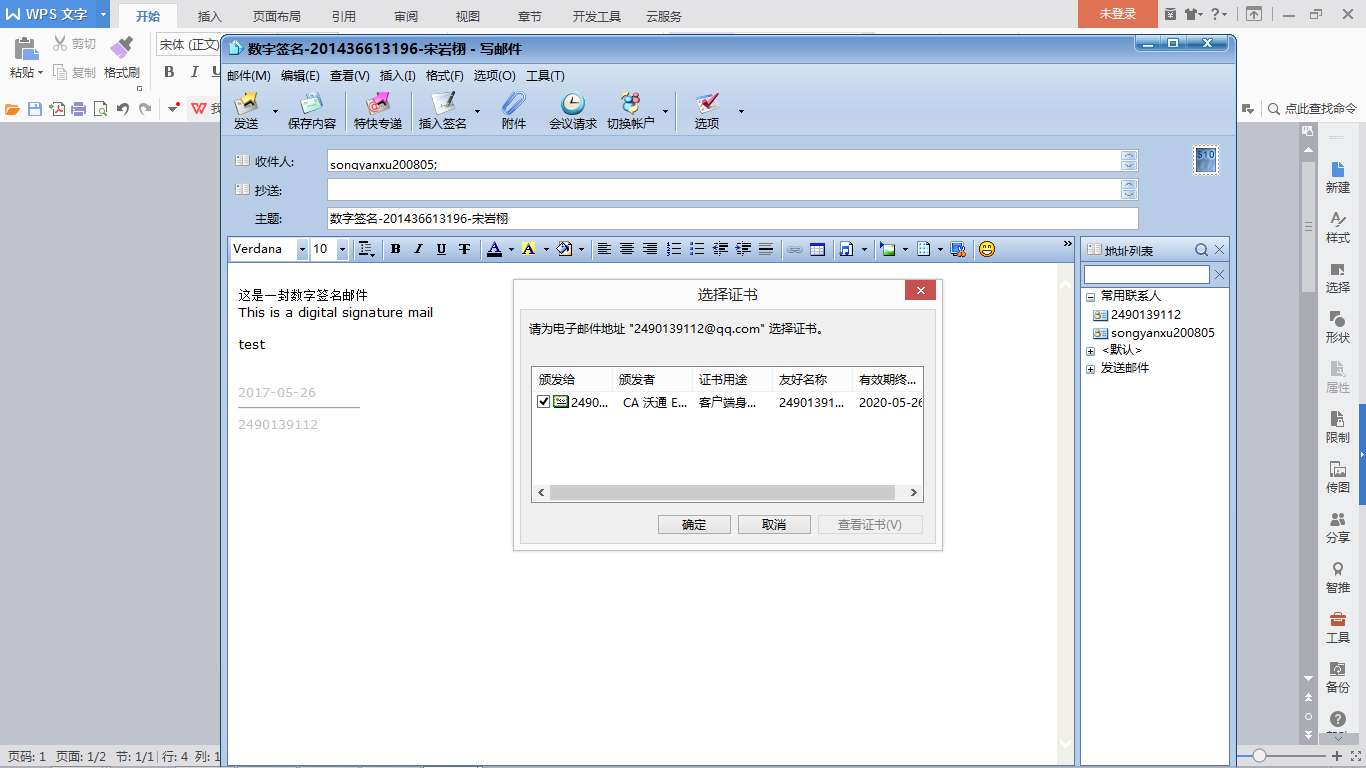 WPS 文字 开始 插入 页面布局 引用 审阅 视图 章节 开发工具 云服务 未登录
粘贴 剪切 复制 格式刷
宋体 (正文)
B I U
点此查找命令
数字签名-201436613196-宋岩栩 - 写邮件
邮件(M) 编辑(E) 查看(V) 插入(I) 格式(F) 选项(O) 工具(T)
发送 保存内容 特快专递 插入签名 附件 会议请求 切换帐户 选项
收件人: songyanxu200805;
$10
抄送:
主题: 数字签名-201436613196-宋岩栩
Verdana 10 B I U T A A
地址列表
这是一封数字签名邮件
This is a digital signature mail
test
2017-05-26
2490139112
选择证书
请为电子邮件地址 "2490139112@qq.com" 选择证书。
颁发给 颁发者 证书用途 友好名称 有效期终...
2490... CA 沃通 E... 客户端身... 24901391... 2020-05-26
确定 取消 查看证书(V)
常用联系人
2490139112
songyanxu200805
<默认>
发送邮件
新建
样式
选择
形状
属性
限制
传图
分享
智推
工具
备份
页码: 1 页面: 1/2 节: 1/1 行: 4 列: 1